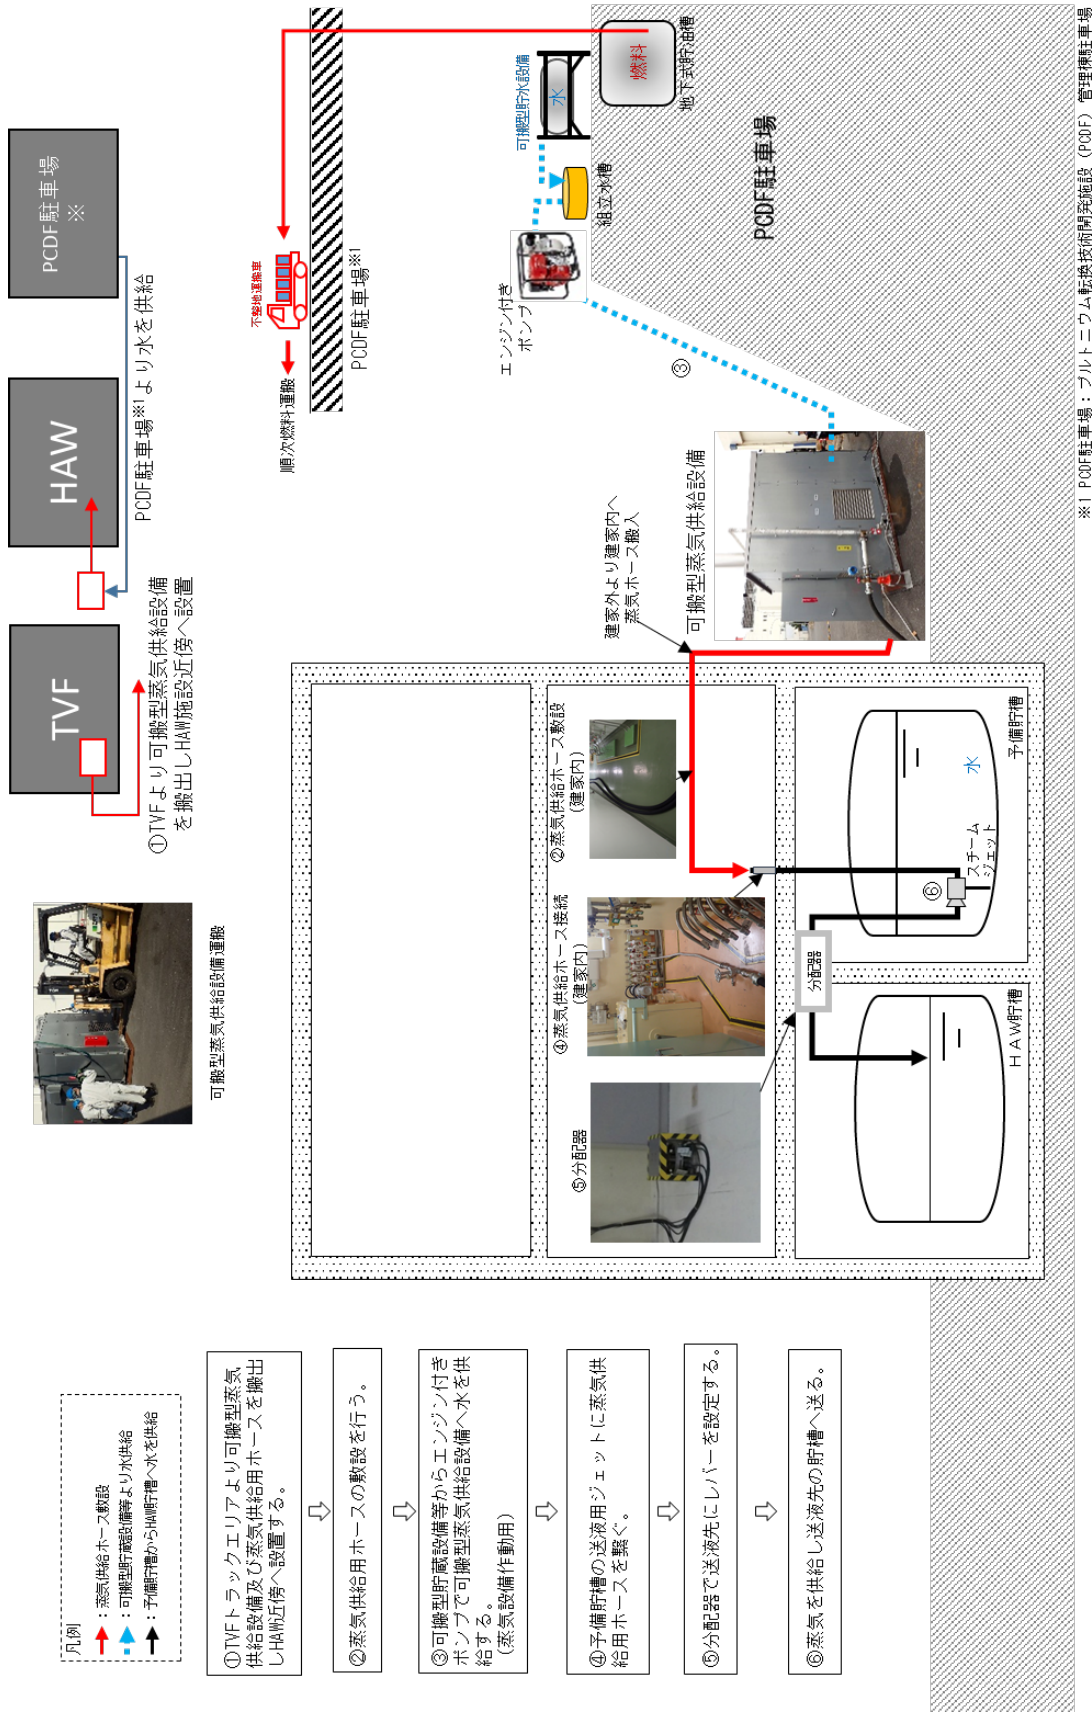 凡例
：蒸気供給ホース敷設
：可搬型貯蔵設備等より水供給
：予備貯槽からHAW貯槽へ水を供給
①TVFトラックエリアより可搬型蒸気
供給設備及び蒸気供給用ホースを搬出
しHAW近傍へ設置する。
②蒸気供給用ホースの敷設を行う。
③可搬型貯蔵設備等からエンジン付き
ポンプで可搬型蒸気供給設備へ水を供
給する。
（蒸気設備作動用）
④予備貯槽の送液用ジェットに蒸気供
給用ホースを繋ぐ。
⑤分配器で送液先にレバーを設定する。
⑥蒸気を供給し送液先の貯槽へ送る。
可搬型蒸気供給設備運搬
TVF
HAW
PCDF駐車場
※
①TVFより可搬型蒸気供給設備
を搬出しHAW施設近傍へ設置
PCDF駐車場※1より水を供給
順次燃料運搬
不整地運搬車
PCDF駐車場※1
エンジン付き
ポンプ
可搬型貯水設備
水
組立水槽
燃料
地下式貯油槽
PCDF駐車場
③
建家外より建家内へ
蒸気ホース搬入
可搬型蒸気供給設備
②蒸気供給ホース敷設
（建家内）
④蒸気供給ホース接続
（建家内）
⑤分配器
分配器
⑥
スチーム
ジェット
水
予備貯槽
ＨＡＷ貯槽
※1 PCDF駐車場：プルトニウム転換技術開発施設（PCDF）管理棟駐車場